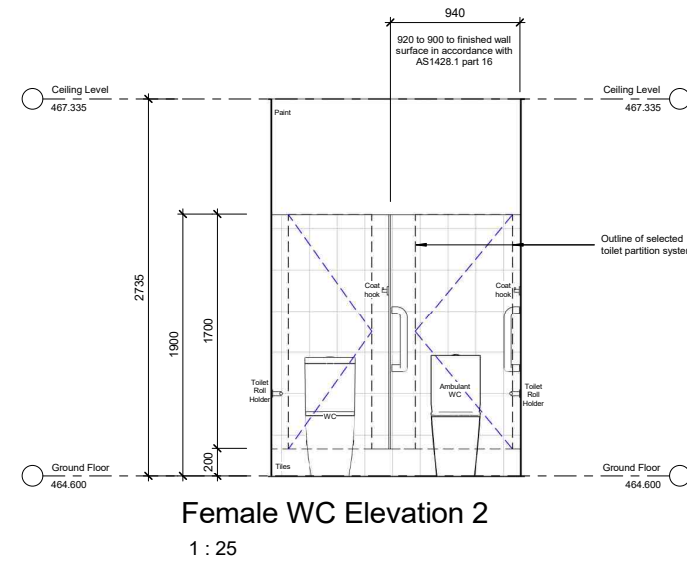 940
920 to 900 to finished wall
surface in accordance with
AS1428.1 part 16
Ceiling Level
467.335
Ceiling Level
467.335
Paint
2735
1900
1700
200
Outline of selected
toilet partition system
Coat
hook
Coat
hook
Toilet
Roll
Holder
WC
Ambulant
WC
Toilet
Roll
Holder
Tiles
Ground Floor
464.600
Ground Floor
464.600
Female WC Elevation 2
1 : 25